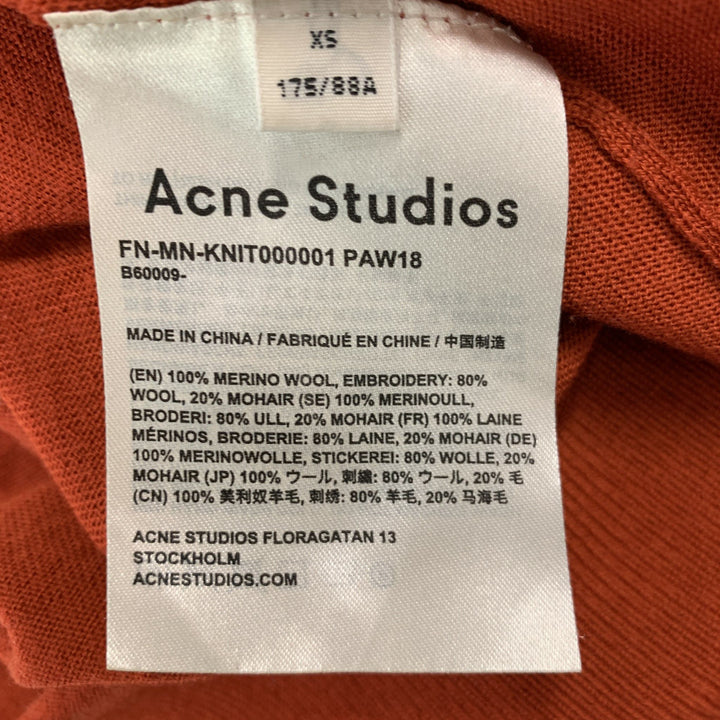 XS
175/88A
Acne Studios
FN-MN-KNIT000001 PAW18
B60009-
MADE IN CHINA / FABRIQUÉ EN CHINE / 中国制造
(EN) 100% MERINO WOOL, EMBROIDERY: 80%
WOOL, 20% MOHAIR (SE) 100% MERINOULL,
BRODERI: 80% ULL, 20% MOHAIR (FR) 100% LAINE
MÉRINOS, BRODERIE: 80% LAINE, 20% MOHAIR (DE)
100% MERINOWOLLE, STICKEREI: 80% WOLLE, 20%
MOHAIR (JP) 100% ウール, 刺繍: 80% ウール, 20% 毛
(CN) 100% 美利奴羊毛, 刺绣: 80% 羊毛, 20% 马海毛
ACNE STUDIOS FLORAGATAN 13
STOCKHOLM
ACNESTUDIOS.COM